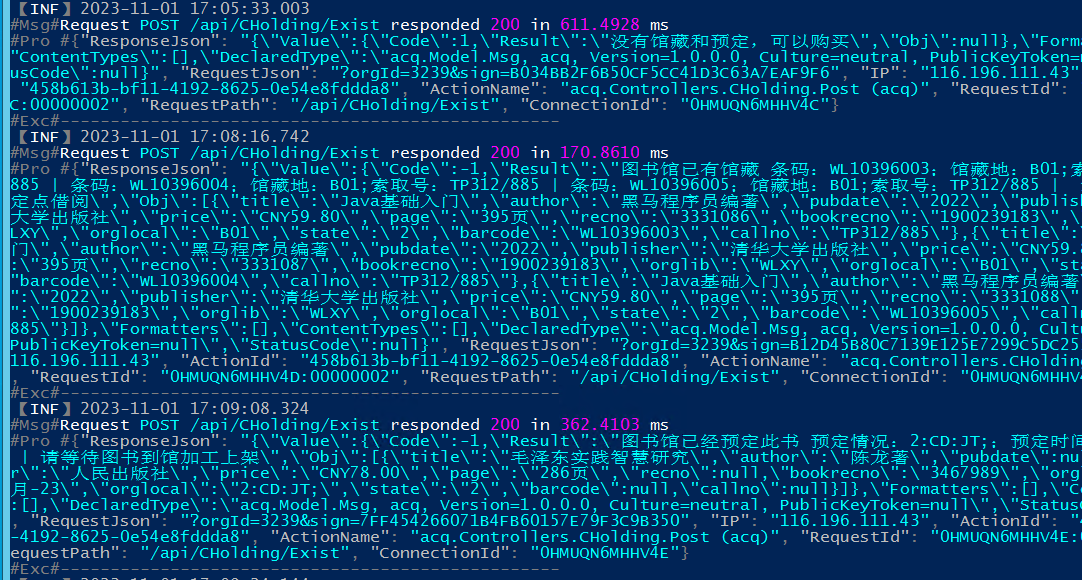 【INF】2023-11-01 17:05:33.003
#Msg#Request POST /api/CHolding/Exist responded 200 in 611.4928 ms
#Pro #{"ResponseJson": "{\"Value\":{\"Code\":1,\"Result\":\"没有馆藏和预定，可以购买\",\"Obj\":null},\"Forma
"ContentTypes\":[],\"DeclaredType\":\"acq.Model.Msg, acq, Version=1.0.0.0, Culture=neutral, PublicKeyToken=n
usCode\":null}", "RequestJson": "?orgId=3239&sign=B034BB2F6B50CF5CC41D3C63A7EAF9F6", "IP": "116.196.111.43"
"458b613b-bf11-4192-8625-0e54e8fddda8", "ActionName": "acq.Controllers.CHolding.Post (acq)", "RequestId": "
C:00000002", "RequestPath": "/api/CHolding/Exist", "ConnectionId": "0HMUQN6MHHV4C"}
#Exc#--------------------------------------------------
【INF】2023-11-01 17:08:16.742
#Msg#Request POST /api/CHolding/Exist responded 200 in 170.8610 ms
#Pro #{"ResponseJson": "{\"Value\":{\"Code\":-1,\"Result\":\"图书馆已有馆藏 条码：WL10396003；馆藏地：B01;索取号：TP312/
885 | 条码：WL10396004；馆藏地：B01;索取号：TP312/885 | 条码：WL10396005；馆藏地：B01;索取号：TP312/885 |
定点借阅\",\"Obj\":[{\"title\":\"Java基础入门\",\"author\":\"黑马程序员编著\",\"pubdate\":\"2022\",\"publish
大学出版社\",\"price\":\"CNY59.80\",\"page\":\"395页\",\"recno\":\"3331086\",\"bookrecno\":\"1900239183\",\"
LXY\",\"orglocal\":\"B01\",\"state\":\"2\",\"barcode\":\"WL10396003\",\"callno\":\"TP312/885\"},{\"title\":\
门\",\"author\":\"黑马程序员编著\",\"pubdate\":\"2022\",\"publisher\":\"清华大学出版社\",\"price\":\"CNY59.
:\"395页\",\"recno\":\"3331087\",\"bookrecno\":\"1900239183\",\"orglib\":\"WLXY\",\"orglocal\":\"B01\",\"sta
"barcode\":\"WL10396004\",\"callno\":\"TP312/885\"},{\"title\":\"Java基础入门\",\"author\":\"黑马程序员编著
:\"2022\",\"publisher\":\"清华大学出版社\",\"price\":\"CNY59.80\",\"page\":\"395页\",\"recno\":\"3331088\"
:\"1900239183\",\"orglib\":\"WLXY\",\"orglocal\":\"B01\",\"state\":\"2\",\"barcode\":\"WL10396005\",\"calln
885\"}]},\"Formatters\":[],\"ContentTypes\":[],\"DeclaredType\":\"acq.Model.Msg, acq, Version=1.0.0.0, Cultu
PublicKeyToken=null\",\"StatusCode\":null}", "RequestJson": "?orgId=3239&sign=B12D45B80C7139E125E7299C5DC25
116.196.111.43", "ActionId": "458b613b-bf11-4192-8625-0e54e8fddda8", "ActionName": "acq.Controllers.CHolding
, "RequestId": "0HMUQN6MHHV4D:00000002", "RequestPath": "/api/CHolding/Exist", "ConnectionId": "0HMUQN6MHHV4
#Exc#--------------------------------------------------
【INF】2023-11-01 17:09:08.324
#Msg#Request POST /api/CHolding/Exist responded 200 in 362.4103 ms
#Pro #{"ResponseJson": "{\"Value\":{\"Code\":-1,\"Result\":\"图书馆已经预定此书 预定情况：2:CD:JT;；预定时间
| 请等待图书到馆加工上架\",\"Obj\":[{\"title\":\"毛泽东实践智慧研究\",\"author\":\"陈龙著\",\"pubdate\":nul
r\":\"人民出版社\",\"price\":\"CNY78.00\",\"page\":\"286页\",\"recno\":null,\"bookrecno\":\"3467989\",\"org
月-23\",\"orglocal\":\"2:CD:JT;\",\"state\":\"2\",\"barcode\":null,\"callno\":null}]},\"Formatters\":[],\"Co
:[],\"DeclaredType\":\"acq.Model.Msg, acq, Version=1.0.0.0, Culture=neutral, PublicKeyToken=null\",\"StatusC
, "RequestJson": "?orgId=3239&sign=7FF454266071B4FB60157E79F3C9B350", "IP": "116.196.111.43", "ActionId": "4
-4192-8625-0e54e8fddda8", "ActionName": "acq.Controllers.CHolding.Post (acq)", "RequestId": "0HMUQN6MHHV4E:0
equestPath": "/api/CHolding/Exist", "ConnectionId": "0HMUQN6MHHV4E"}
#Exc#--------------------------------------------------